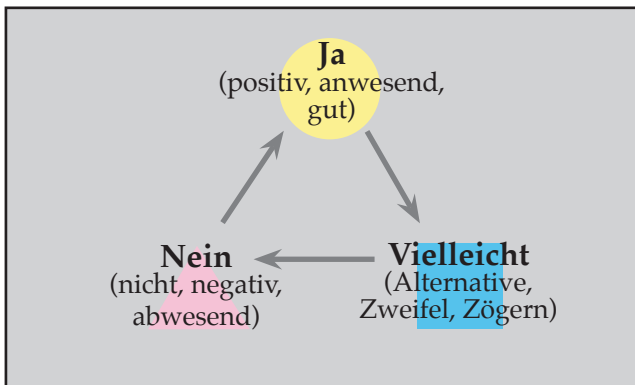 Ja
(positiv, anwesend,
gut)
Nein
(nicht, negativ,
abwesend)
Vielleicht
(Alternative,
Zweifel, Zögern)